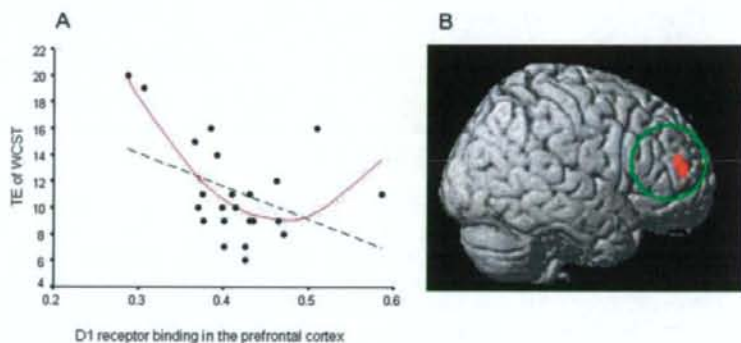 A
B
TE of WCST
22
20
18
16
14
12
10
8
6
4
0.2 0.3 0.4 0.5 0.6
D1 receptor binding in the prefrontal cortex